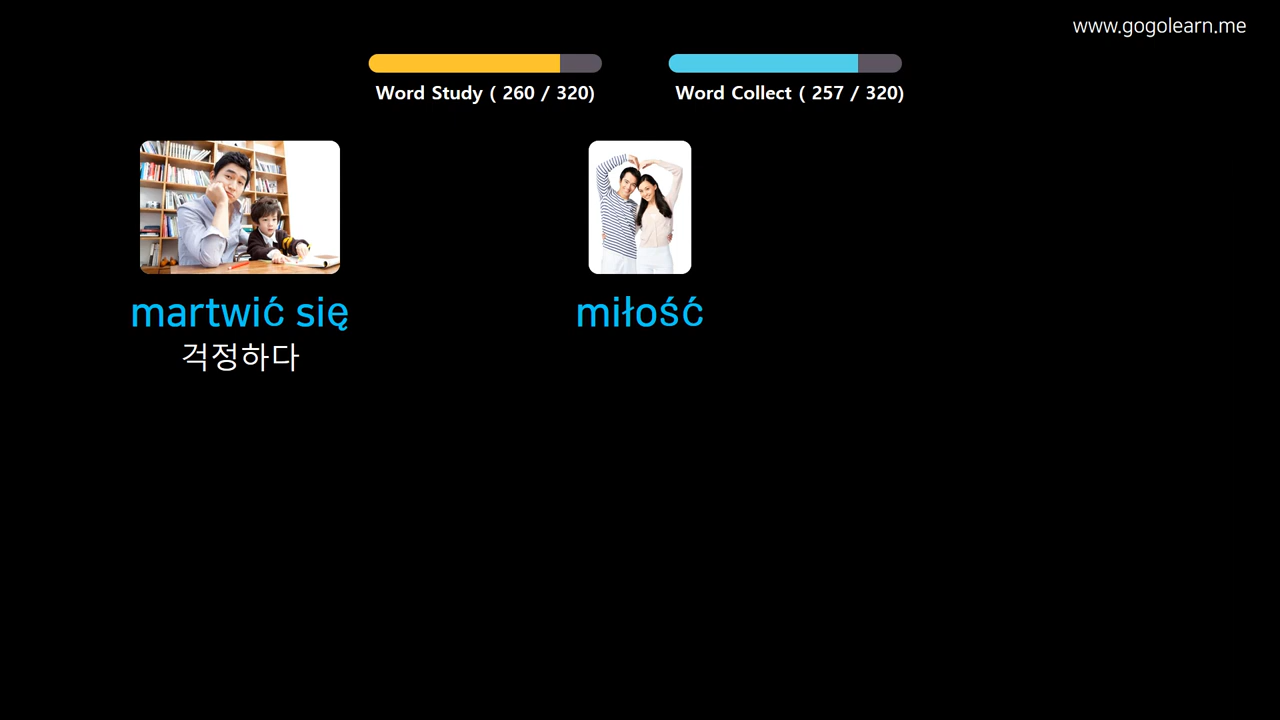 www.gogolearn.me
Word Study ( 260 / 320)
Word Collect ( 257 / 320)
martwić się
miłość
걱정하다